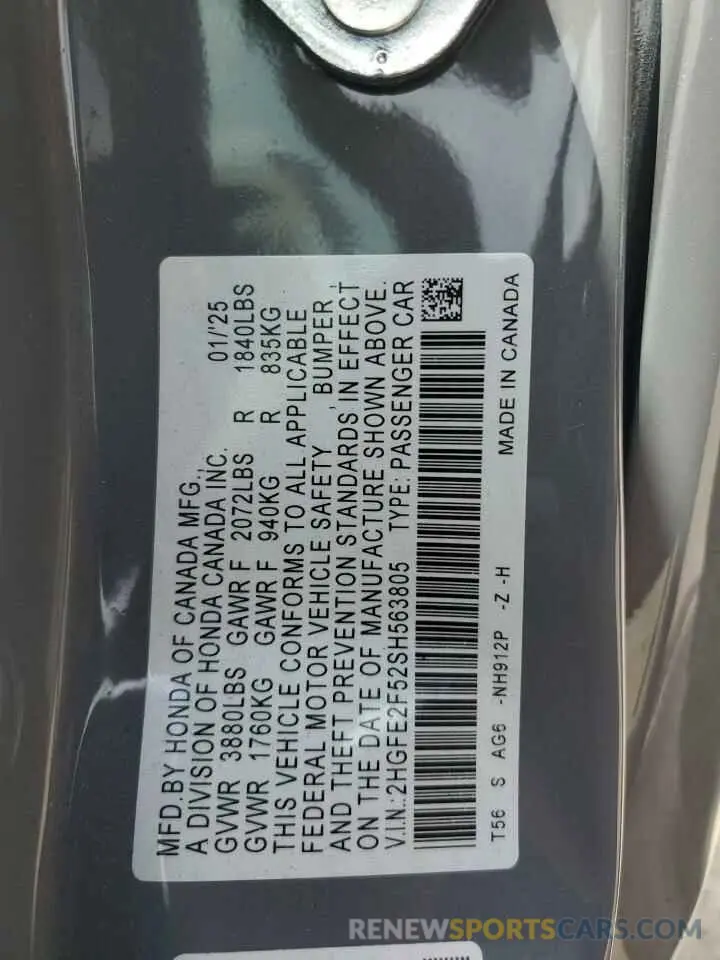 MFD.BY HONDA OF CANADA MFG.,
A DIVISION OF HONDA CANADA INC. 01/'25
GVWR 3880LBS GAWR F 2072LBS R 1840LBS
GVWR 1760KG GAWR F 940KG R 835KG
THIS VEHICLE CONFORMS TO ALL APPLICABLE
FEDERAL MOTOR VEHICLE SAFETY, BUMPER,
AND THEFT PREVENTION STANDARDS IN EFFECT
ON THE DATE OF MANUFACTURE SHOWN ABOVE.
V.I.N.:2HGFE2F52SH563805 TYPE: PASSENGER CAR
T56 S AG6 -NH912P -Z -H MADE IN CANADA
RENEWSPORTSCARS.COM